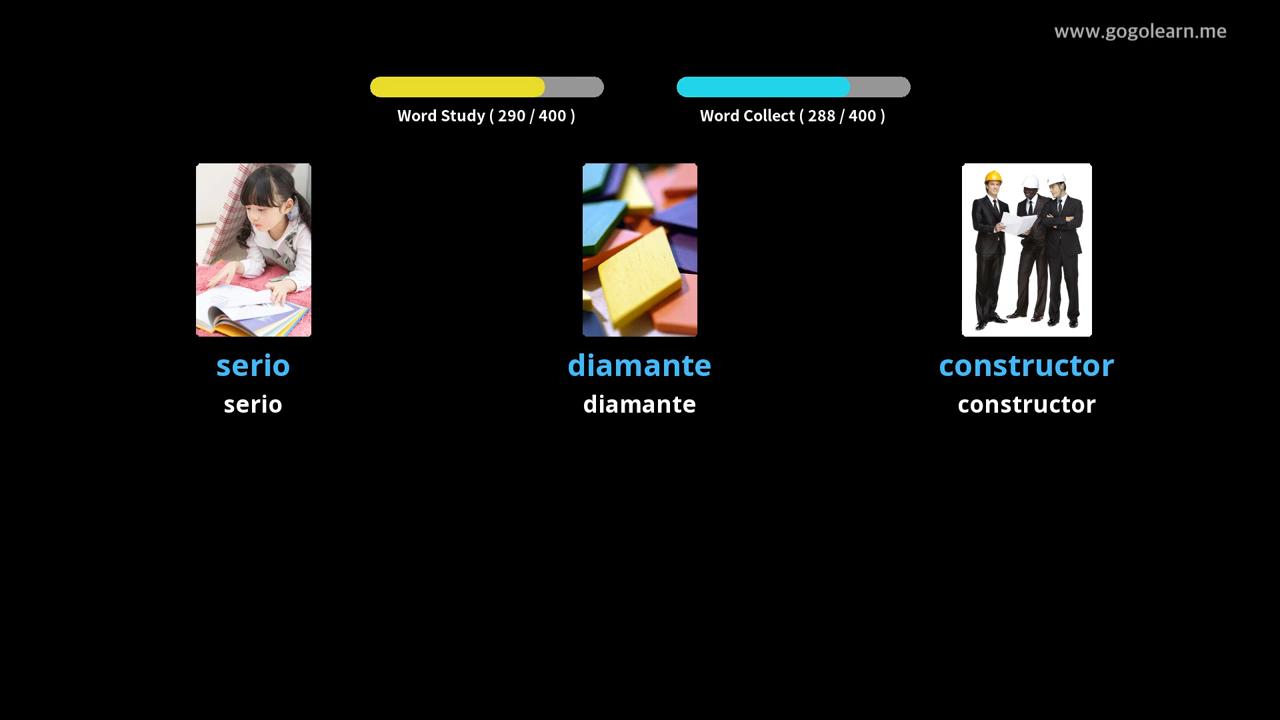 www.gogolearn.me
Word Study ( 290 / 400 )
Word Collect ( 288 / 400 )
serio
diamante
constructor
serio
diamante
constructor